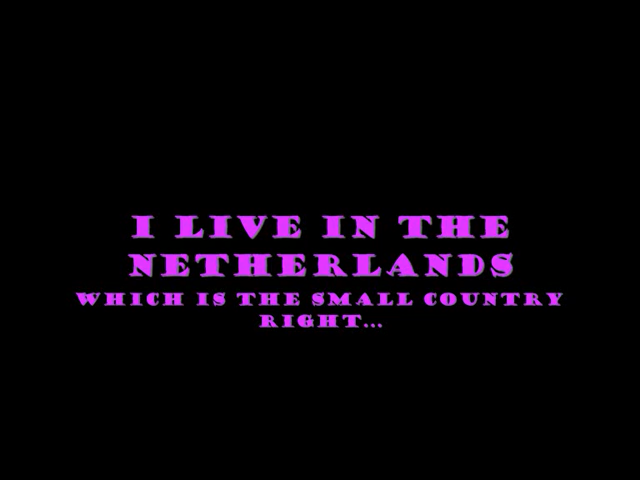 I LIVE IN THE
NETHERLANDS
WHICH IS THE SMALL COUNTRY
RIGHT...